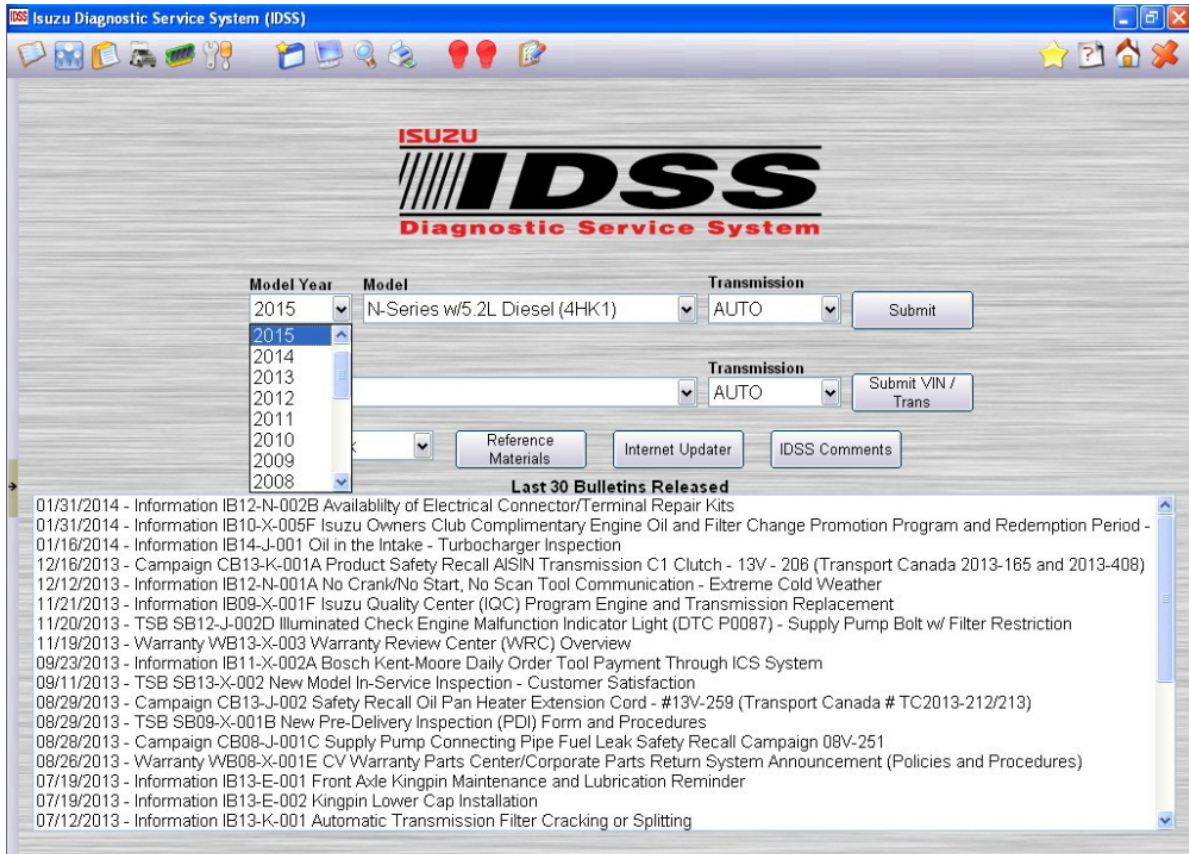 IDSS Isuzu Diagnostic Service System (IDSS)
ISUZU
IDSS
Diagnostic Service System
Model Year Model Transmission
2015 N-Series w/5.2L Diesel (4HK1) AUTO Submit
2015
2014
2013
2012
2011
2010
2009
2008
Transmission
AUTO Submit VIN / Trans
Reference Materials Internet Updater IDSS Comments
Last 30 Bulletins Released
01/31/2014 - Information IB12-N-002B Availablilty of Electrical Connector/Terminal Repair Kits
01/31/2014 - Information IB10-X-005F Isuzu Owners Club Complimentary Engine Oil and Filter Change Promotion Program and Redemption Period -
01/16/2014 - Information IB14-J-001 Oil in the Intake - Turbocharger Inspection
12/16/2013 - Campaign CB13-K-001A Product Safety Recall AISIN Transmission C1 Clutch - 13V - 206 (Transport Canada 2013-165 and 2013-408)
12/12/2013 - Information IB12-N-001A No Crank/No Start, No Scan Tool Communication - Extreme Cold Weather
11/21/2013 - Information IB09-X-001F Isuzu Quality Center (IQC) Program Engine and Transmission Replacement
11/20/2013 - TSB SB12-J-002D Illuminated Check Engine Malfunction Indicator Light (DTC P0087) - Supply Pump Bolt w/ Filter Restriction
11/19/2013 - Warranty WB13-X-003 Warranty Review Center (WRC) Overview
09/23/2013 - Information IB11-X-002A Bosch Kent-Moore Daily Order Tool Payment Through ICS System
09/11/2013 - TSB SB13-X-002 New Model In-Service Inspection - Customer Satisfaction
08/29/2013 - Campaign CB13-J-002 Safety Recall Oil Pan Heater Extension Cord - #13V-259 (Transport Canada # TC2013-212/213)
08/29/2013 - TSB SB09-X-001B New Pre-Delivery Inspection (PDI) Form and Procedures
08/28/2013 - Campaign CB08-J-001C Supply Pump Connecting Pipe Fuel Leak Safety Recall Campaign 08V-251
08/26/2013 - Warranty WB08-X-001E CV Warranty Parts Center/Corporate Parts Return System Announcement (Policies and Procedures)
07/19/2013 - Information IB13-E-001 Front Axle Kingpin Maintenance and Lubrication Reminder
07/19/2013 - Information IB13-E-002 Kingpin Lower Cap Installation
07/12/2013 - Information IB13-K-001 Automatic Transmission Filter Cracking or Splitting